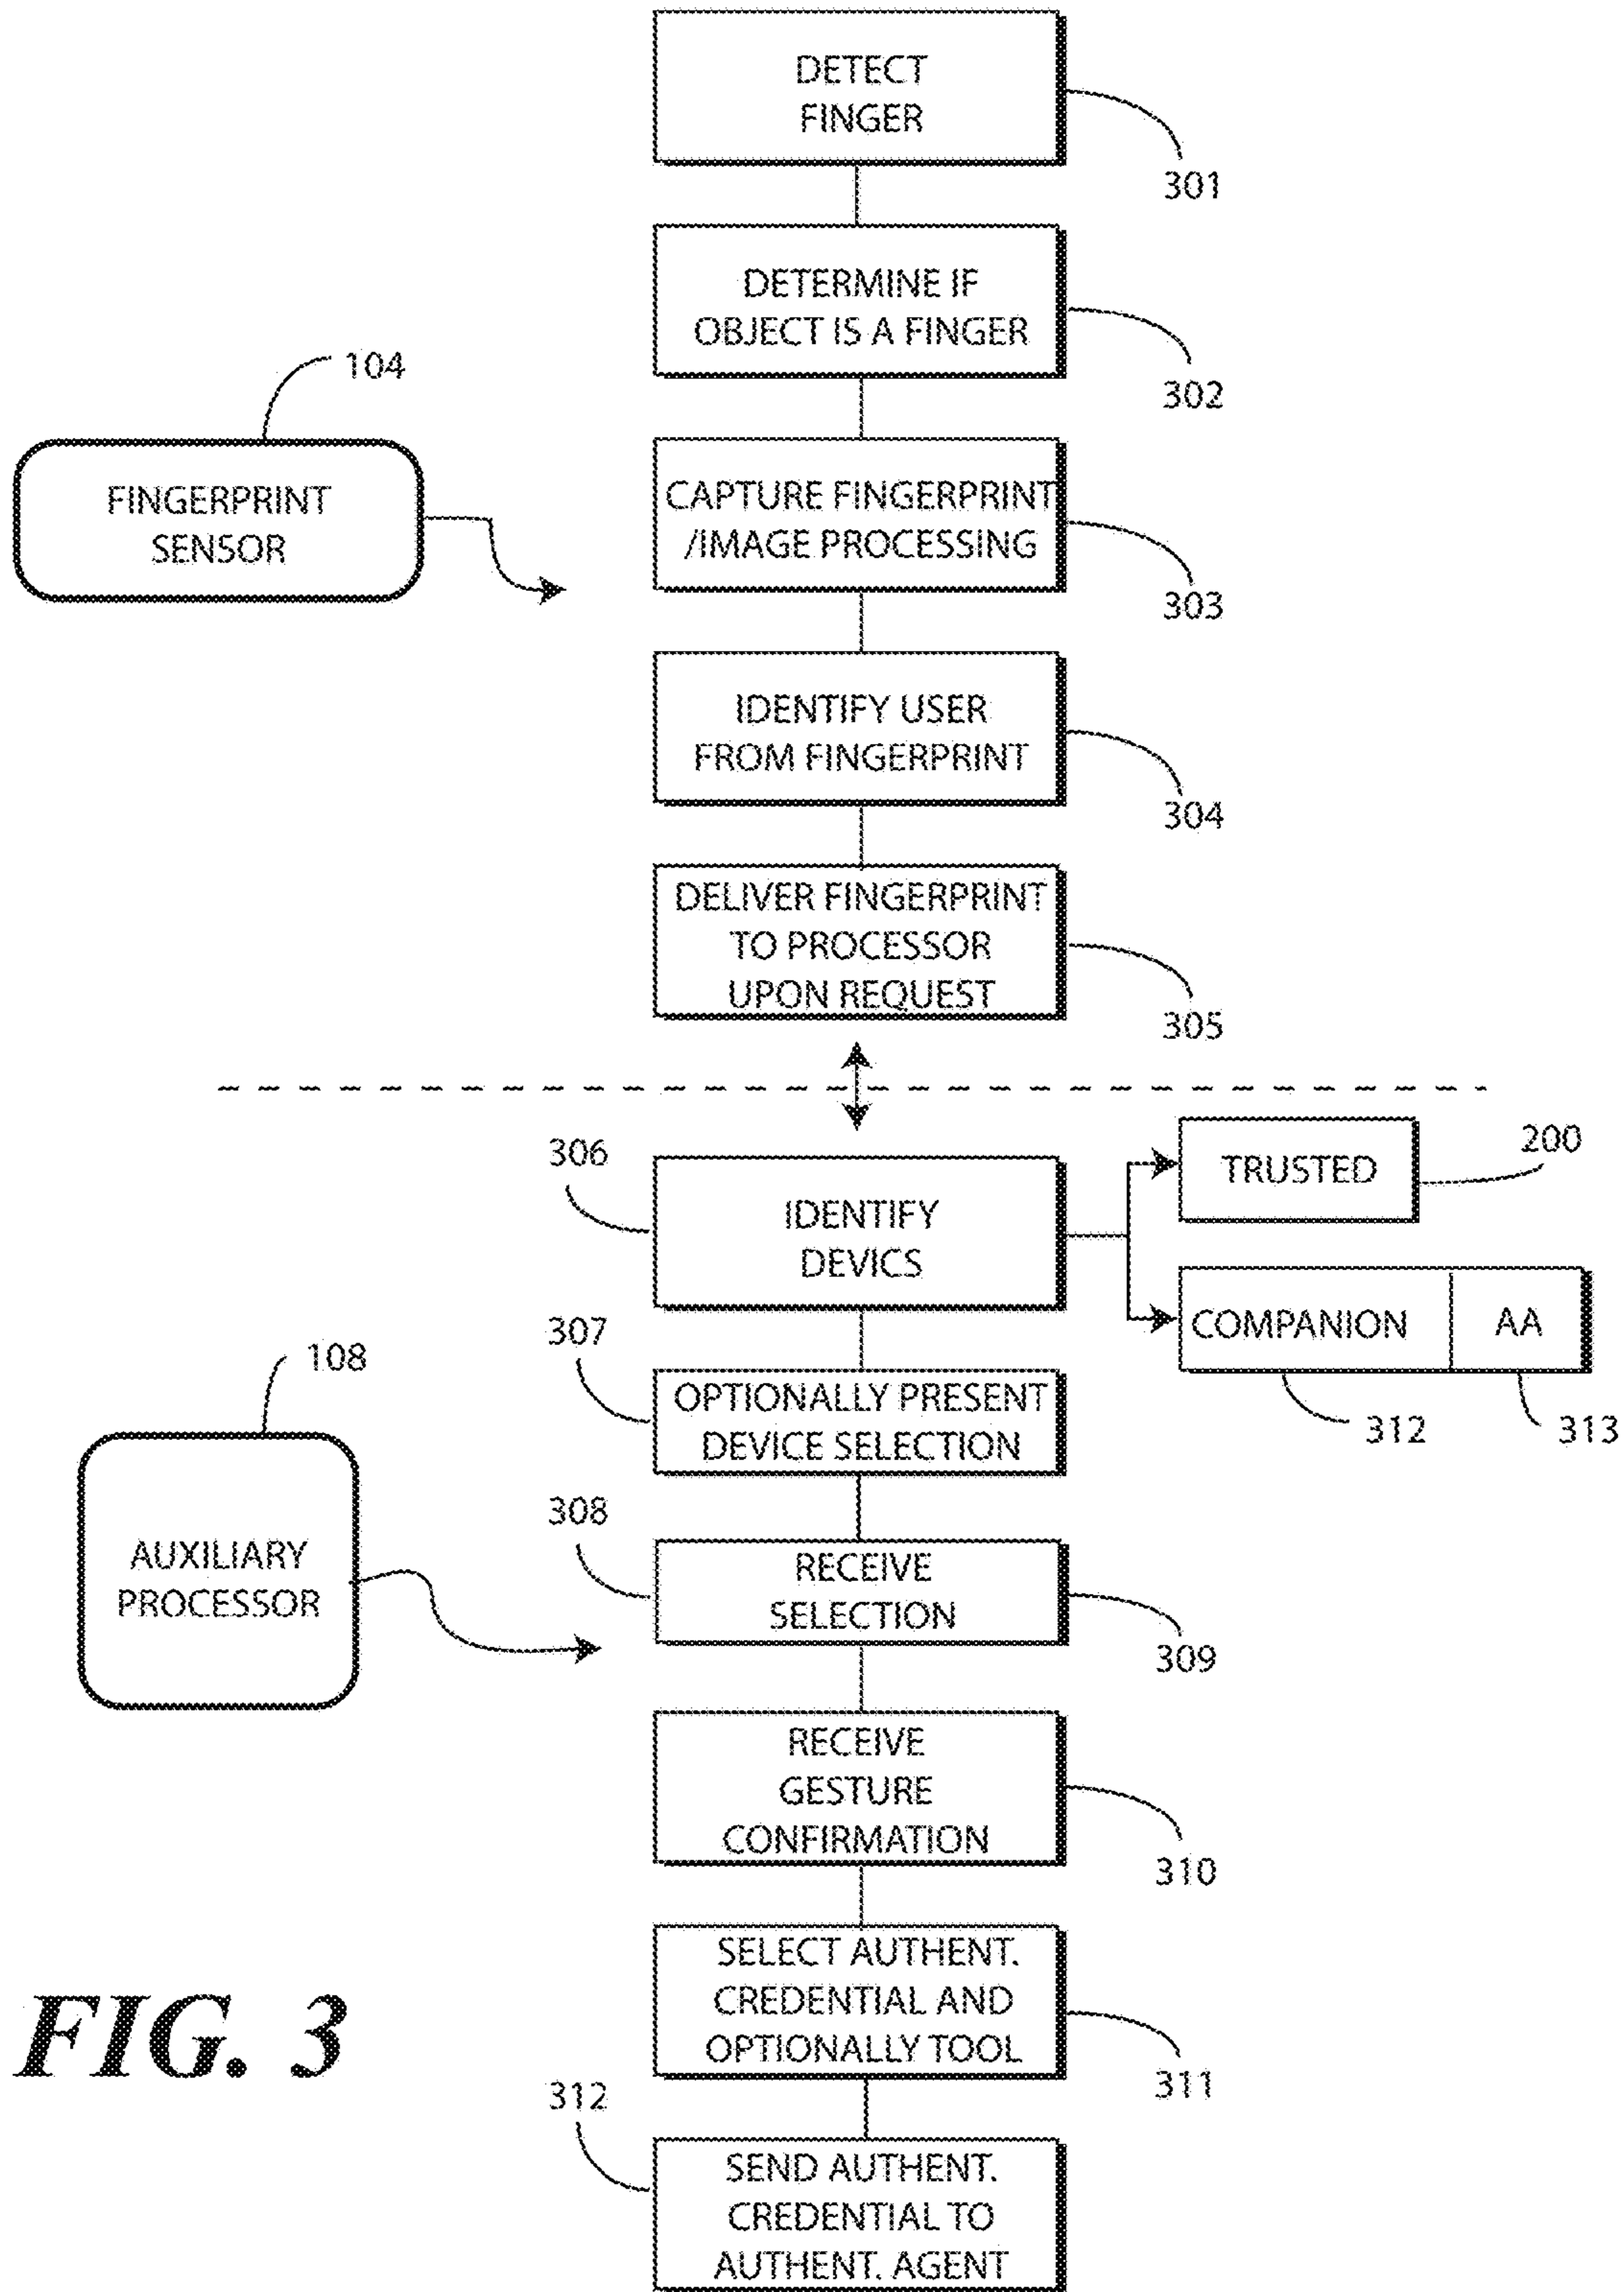 DETECT
FINGER
301
DETERMINE IF
OBJECT IS A FINGER
302
104
FINGERPRINT
SENSOR
CAPTURE FINGERPRINT
/IMAGE PROCESSING
303
IDENTIFY USER
FROM FINGERPRINT
304
DELIVER FINGERPRINT
TO PROCESSOR
UPON REQUEST
305
306
IDENTIFY
DEVICS
TRUSTED
200
COMPANION
AA
312
313
307
OPTIONALLY PRESENT
DEVICE SELECTION
108
AUXILIARY
PROCESSOR
308
RECEIVE
SELECTION
309
RECEIVE
GESTURE
CONFIRMATION
310
SELECT AUTHENT.
CREDENTIAL AND
OPTIONALLY TOOL
311
FIG. 3
312
SEND AUTHENT.
CREDENTIAL TO
AUTHENT. AGENT